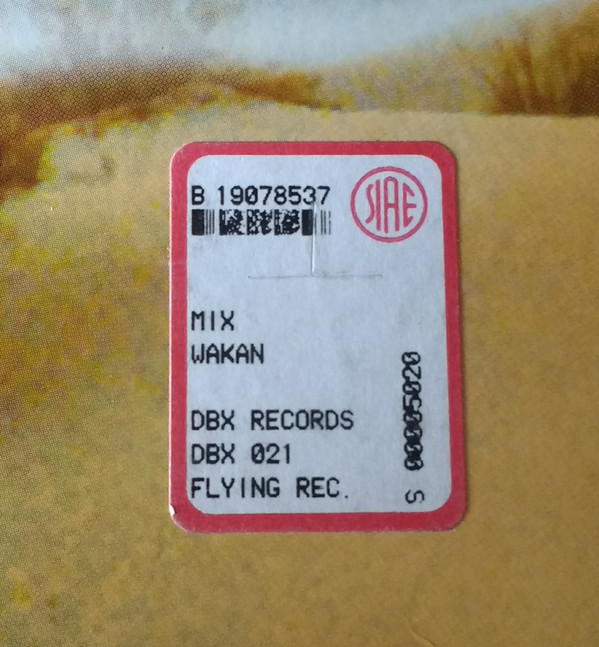 B 19078537
SIAE
MIX
WAKAN
DBX RECORDS
DBX 021
FLYING REC.
S 00005020